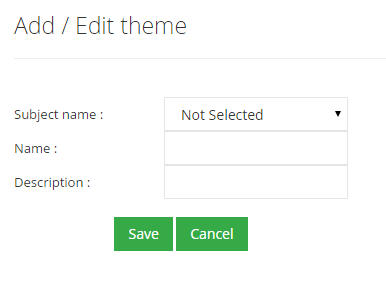 Add / Edit theme
Subject name : Not Selected
Name :
Description :
Save Cancel